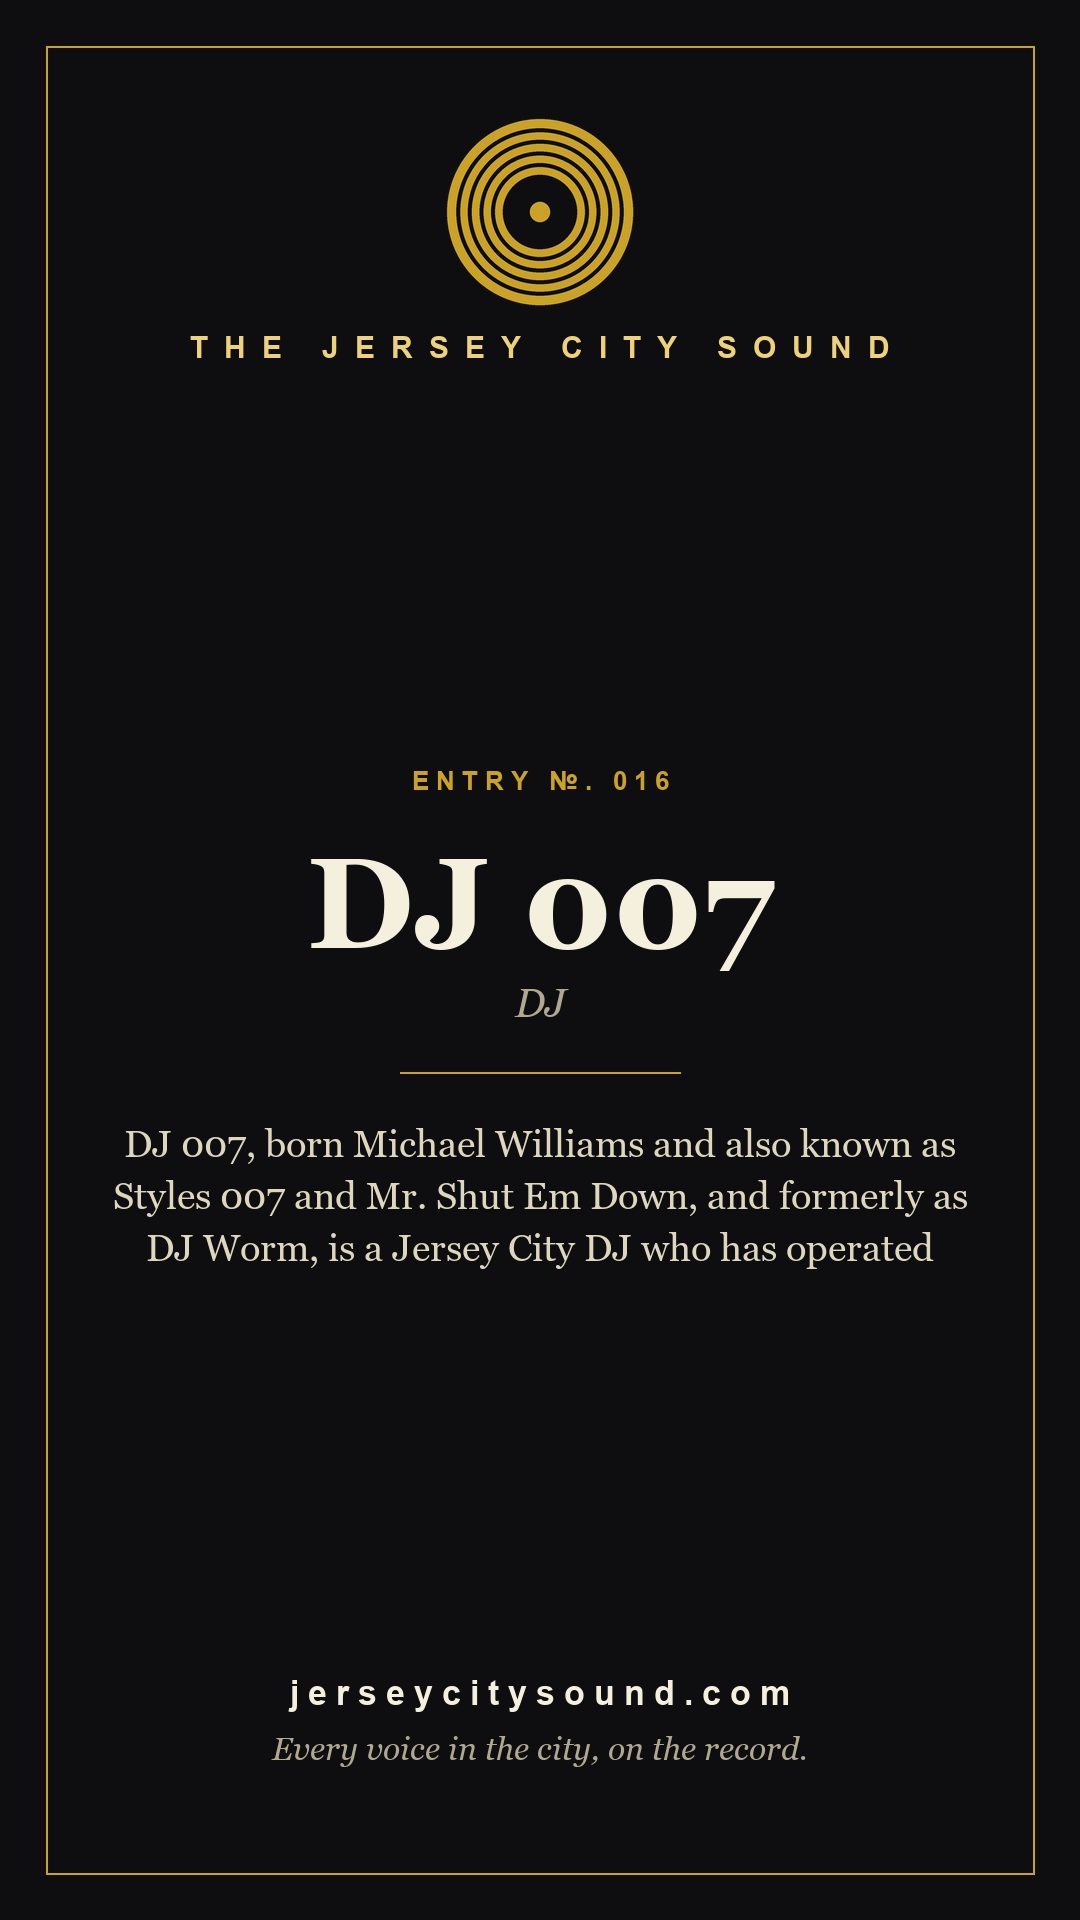 THE JERSEY CITY SOUND
ENTRY №. 016
DJ 007
DJ
DJ 007, born Michael Williams and also known as
Styles 007 and Mr. Shut Em Down, and formerly as
DJ Worm, is a Jersey City DJ who has operated
jerseycitysound.com
Every voice in the city, on the record.